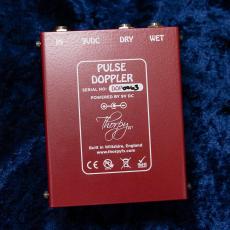 IN 9VDC DRY WET
PULSE
DOPPLER
SERIAL NO:
POWERED BY 9V DC
Thorpy FX
Built in Wiltshire, England
www.thorpyfx.com